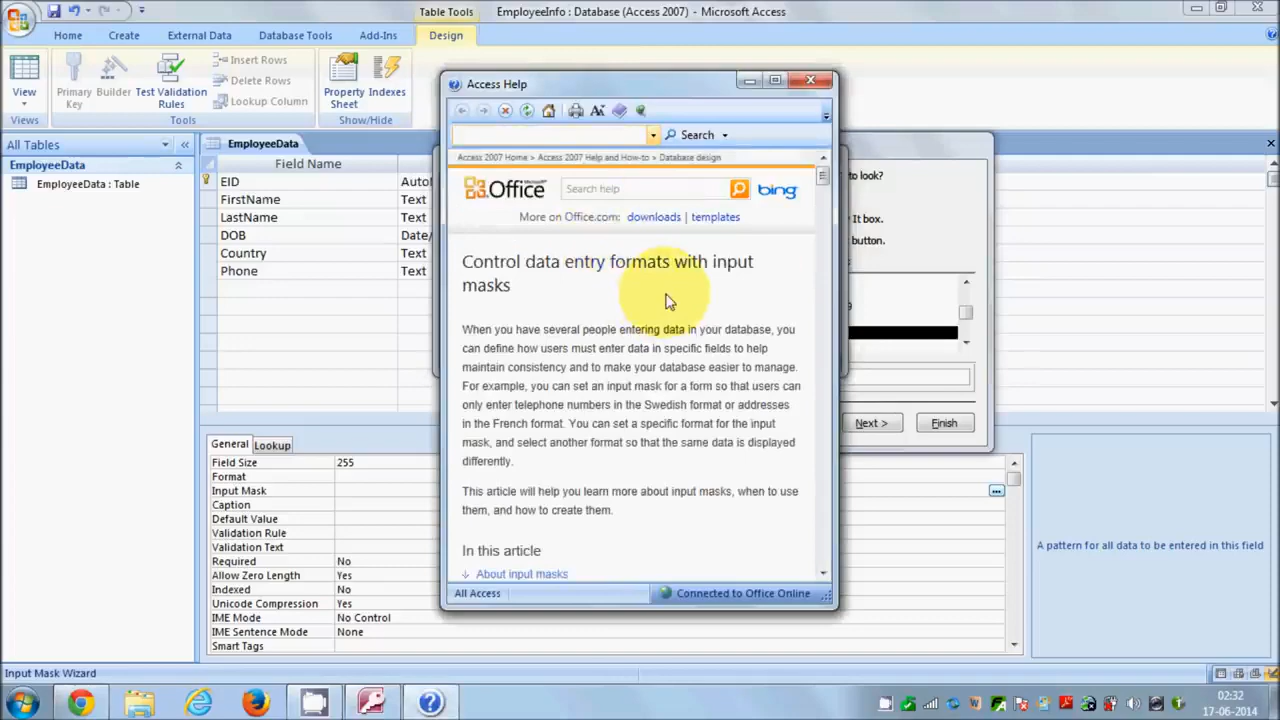 Table Tools
EmployeeInfo : Database (Access 2007) - Microsoft Access
Home
Create
External Data
Database Tools
Add-Ins
Design
View
Primary Key
Builder
Test Validation Rules
Insert Rows
Delete Rows
Lookup Column
Property Sheet
Indexes
Views
Tools
Show/Hide
All Tables
EmployeeData
EmployeeData : Table
EmployeeData
Field Name
EID
FirstName
Text
LastName
Text
DOB
Date/
Country
Text
Phone
Text
Access Help
Search
Access 2007 Home > Access 2007 Help and How-to > Database design
Office
Search help
bing
More on Office.com: downloads | templates
Control data entry formats with input
masks
When you have several people entering data in your database, you
can define how users must enter data in specific fields to help
maintain consistency and to make your database easier to manage.
For example, you can set an input mask for a form so that users can
only enter telephone numbers in the Swedish format or addresses
in the French format. You can set a specific format for the input
mask, and select another format so that the same data is displayed
differently.
This article will help you learn more about input masks, when to use
them, and how to create them.
In this article
About input masks
All Access
Connected to Office Online
to look?
It box.
button.
Next >
Finish
General
Lookup
Field Size 255
Format
Input Mask
Caption
Default Value
Validation Rule
Validation Text
Required No
Allow Zero Length Yes
Indexed No
Unicode Compression Yes
IME Mode No Control
IME Sentence Mode None
Smart Tags
A pattern for all data to be entered in this field
Input Mask Wizard
02:32
17-06-2014